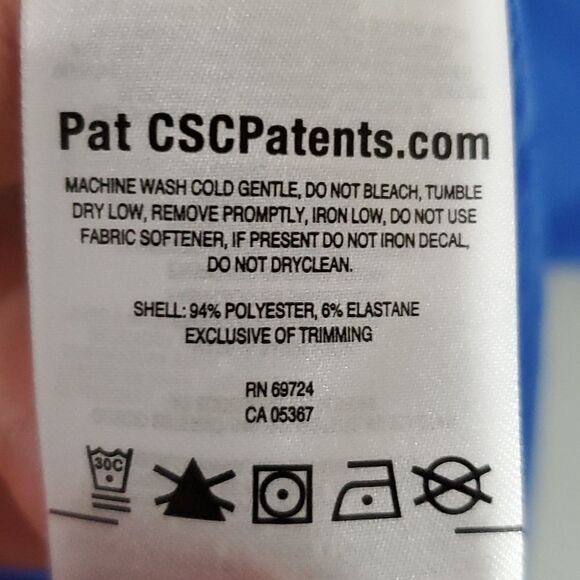 Pat CSCPatents.com
MACHINE WASH COLD GENTLE, DO NOT BLEACH, TUMBLE
DRY LOW, REMOVE PROMPTLY, IRON LOW, DO NOT USE
FABRIC SOFTENER, IF PRESENT DO NOT IRON DECAL,
DO NOT DRYCLEAN.
SHELL: 94% POLYESTER, 6% ELASTANE
EXCLUSIVE OF TRIMMING
RN 69724
CA 05367
30C